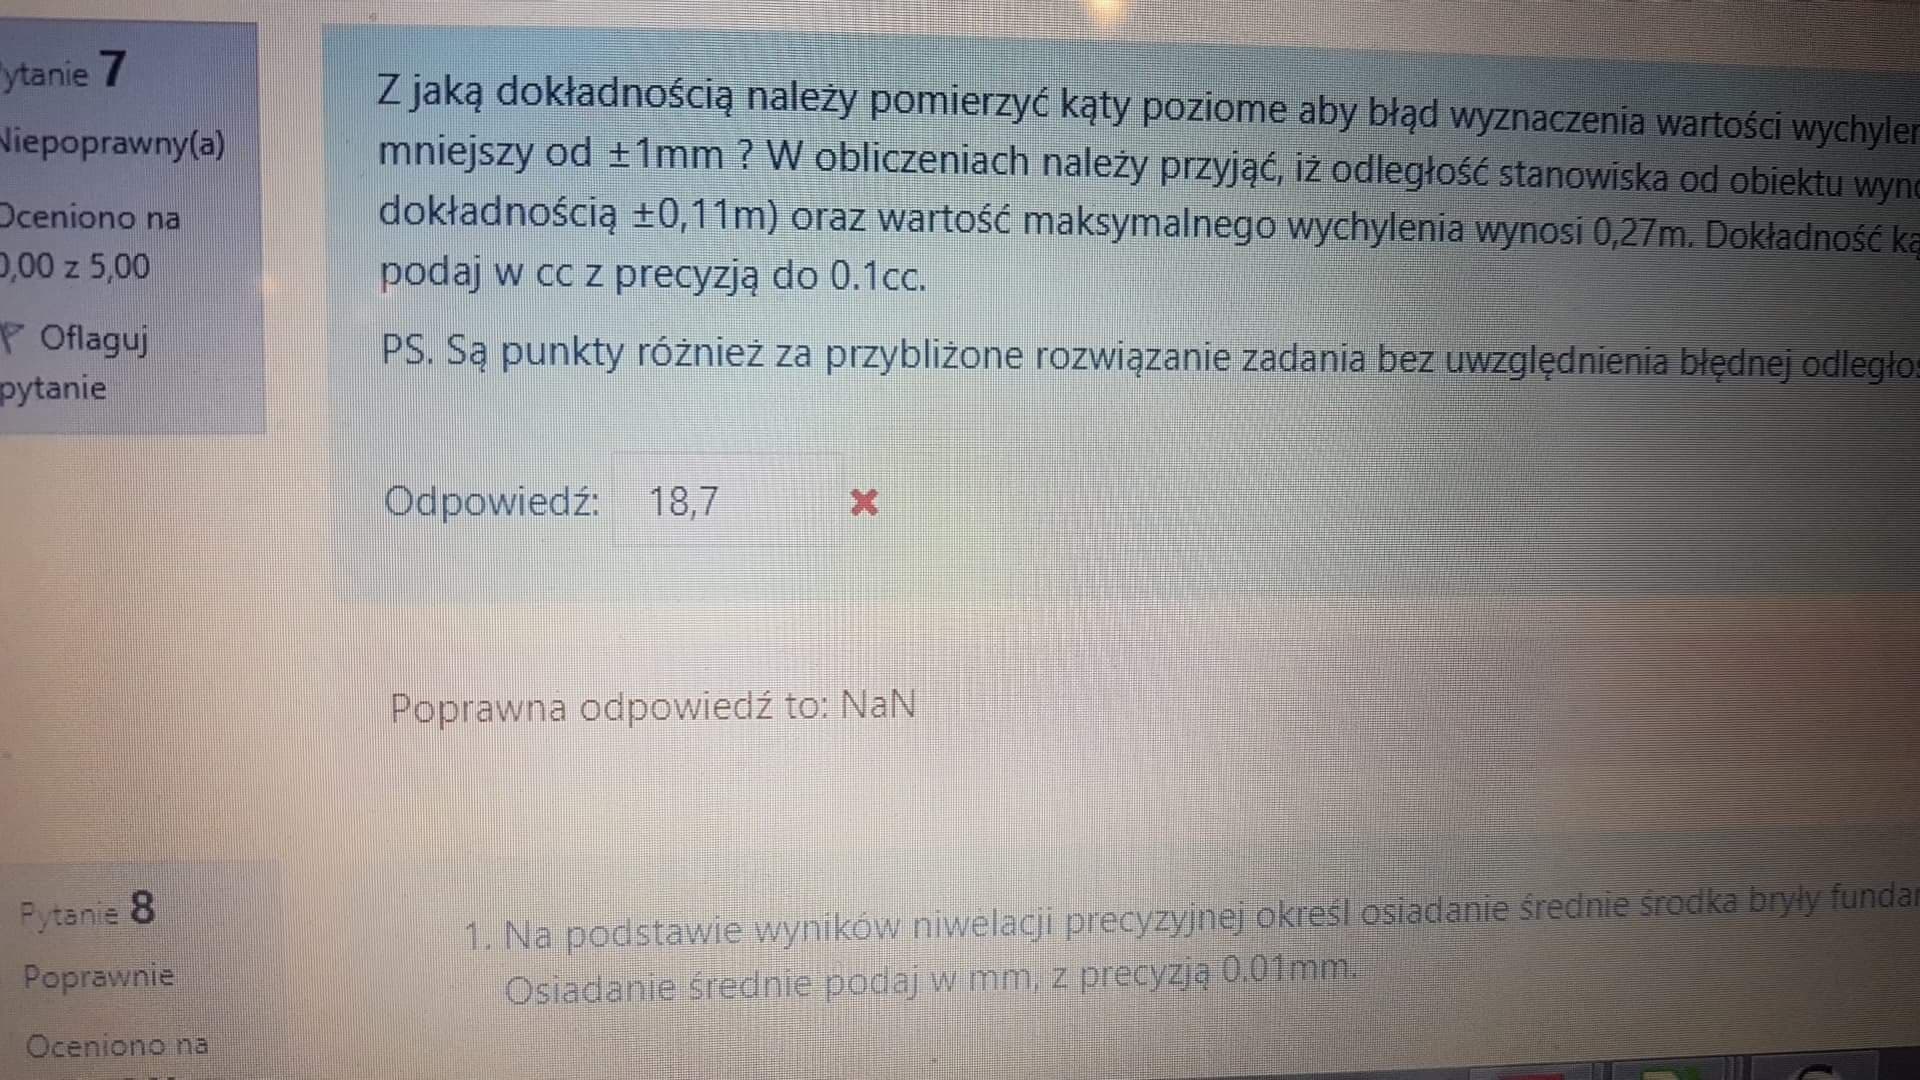 ytanie 7
Niepoprawny(a)
Oceniono na
0,00 z 5,00
Oflaguj
pytanie
Z jaką dokładnością należy pomierzyć kąty poziome aby błąd wyznaczenia wartości wychyler
mniejszy od ±1mm ? W obliczeniach należy przyjąć, iż odległość stanowiska od obiektu wyno
dokładnością ±0,11m) oraz wartość maksymalnego wychylenia wynosi 0,27m. Dokładność ką
podaj w cc z precyzją do 0.1cc.
PS. Są punkty różnież za przybliżone rozwiązanie zadania bez uwzględnienia błędnej odległoś
Odpowiedź: 18,7
Poprawna odpowiedź to: NaN
Pytanie 8
Poprawnie
Oceniono na
1. Na podstawie wyników niwelacji precyzyjnej określ osiadanie średnie środka bryły fundam
Osiadanie średnie podaj w mm, z precyzją 0.01mm.